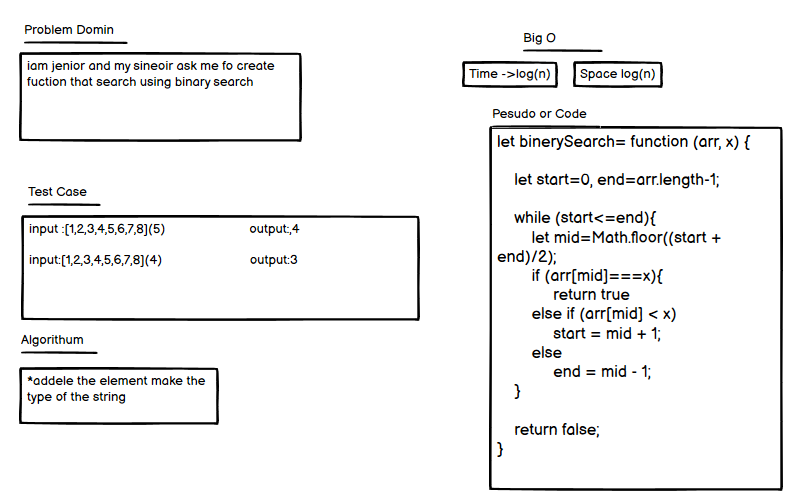 Problem Domin
iam jenior and my sineoir ask me fo create
fuction that search using binary search
Test Case
input :[1,2,3,4,5,6,7,8](5) output:,4
input:[1,2,3,4,5,6,7,8](4) output:3
Algorithum
*addele the element make the
type of the string
Big O
Time ->log(n) Space log(n)
Pesudo or Code
let binerySearch= function (arr, x) {
let start=0, end=arr.length-1;
while (start<=end){
let mid=Math.floor((start +
end)/2);
if (arr[mid]===x){
return true
else if (arr[mid] < x)
start = mid + 1;
else
end = mid - 1;
}
return false;
}